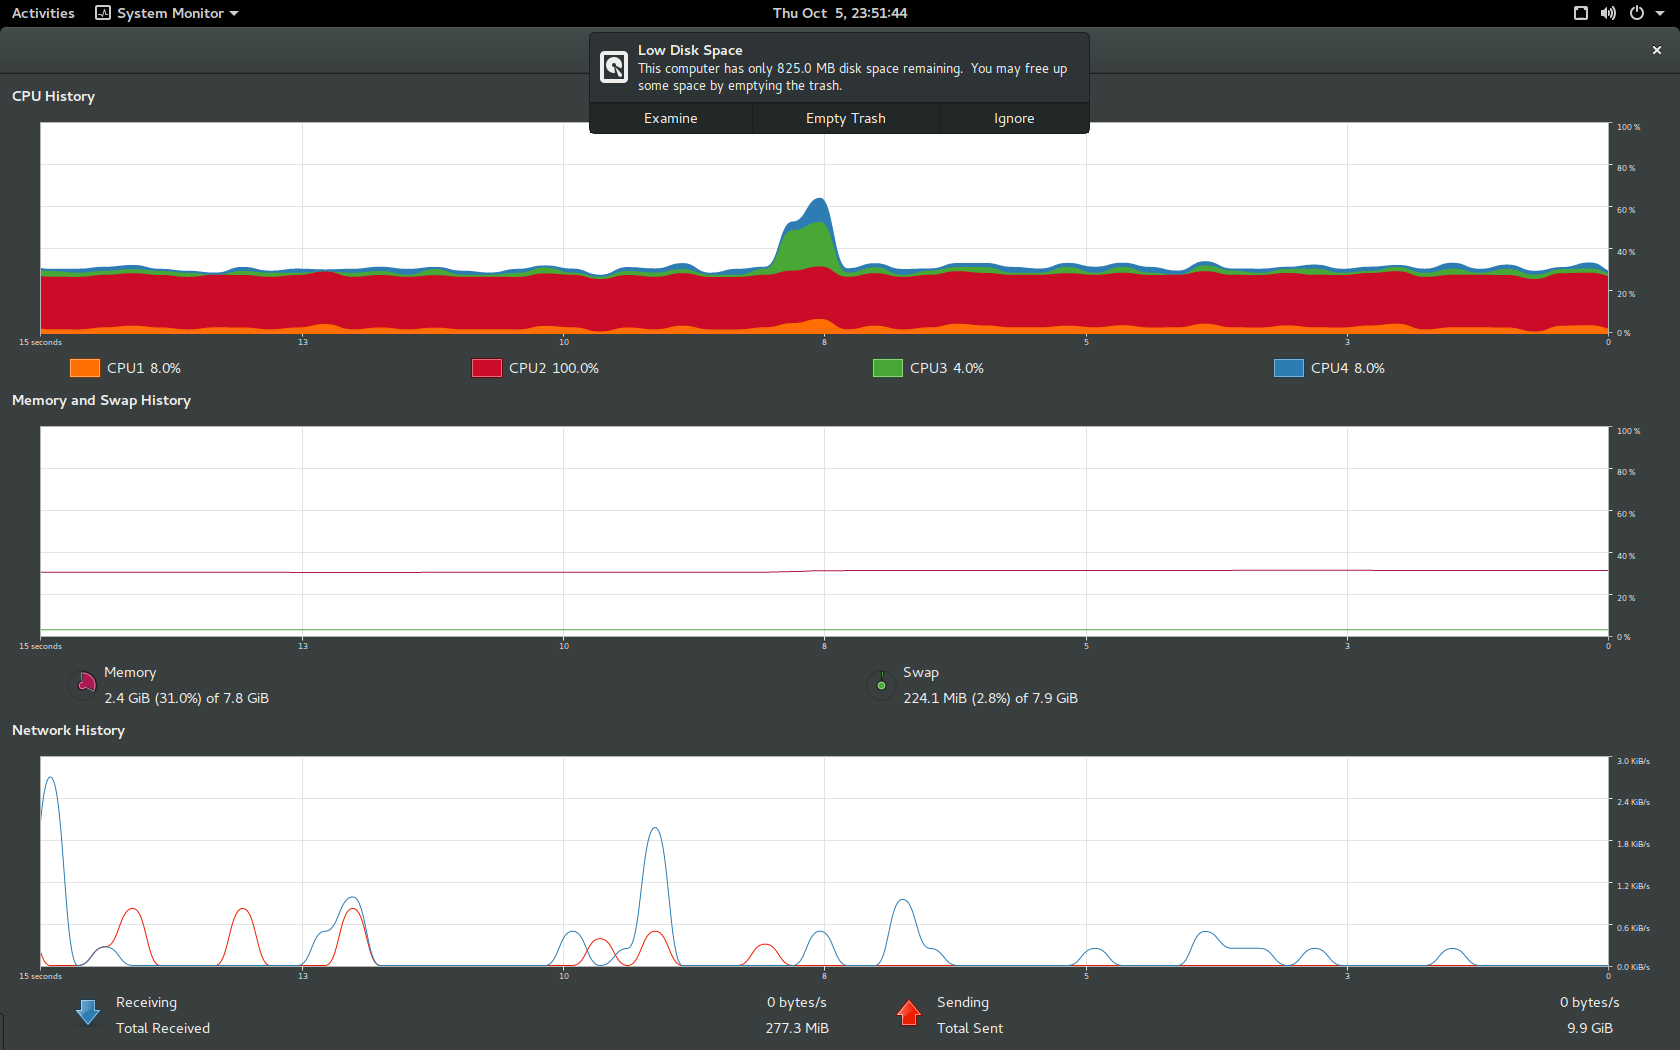 Activities System Monitor Thu Oct 5, 23:51:44
Low Disk Space
This computer has only 825.0 MB disk space remaining. You may free up
some space by emptying the trash.
Examine Empty Trash Ignore
CPU History
100 %
80 %
60 %
40 %
20 %
0 %
15 seconds 13 10 8 5 3 0
CPU1 8.0% CPU2 100.0% CPU3 4.0% CPU4 8.0%
Memory and Swap History
100 %
80 %
60 %
40 %
20 %
0 %
15 seconds 13 10 8 5 3 0
Memory Swap
2.4 GiB (31.0%) of 7.8 GiB 224.1 MiB (2.8%) of 7.9 GiB
Network History
3.0 KiB/s
2.4 KiB/s
1.8 KiB/s
1.2 KiB/s
0.6 KiB/s
0.0 KiB/s
15 seconds 13 10 8 5 3 0
Receiving 0 bytes/s Sending 0 bytes/s
Total Received 277.3 MiB Total Sent 9.9 GiB